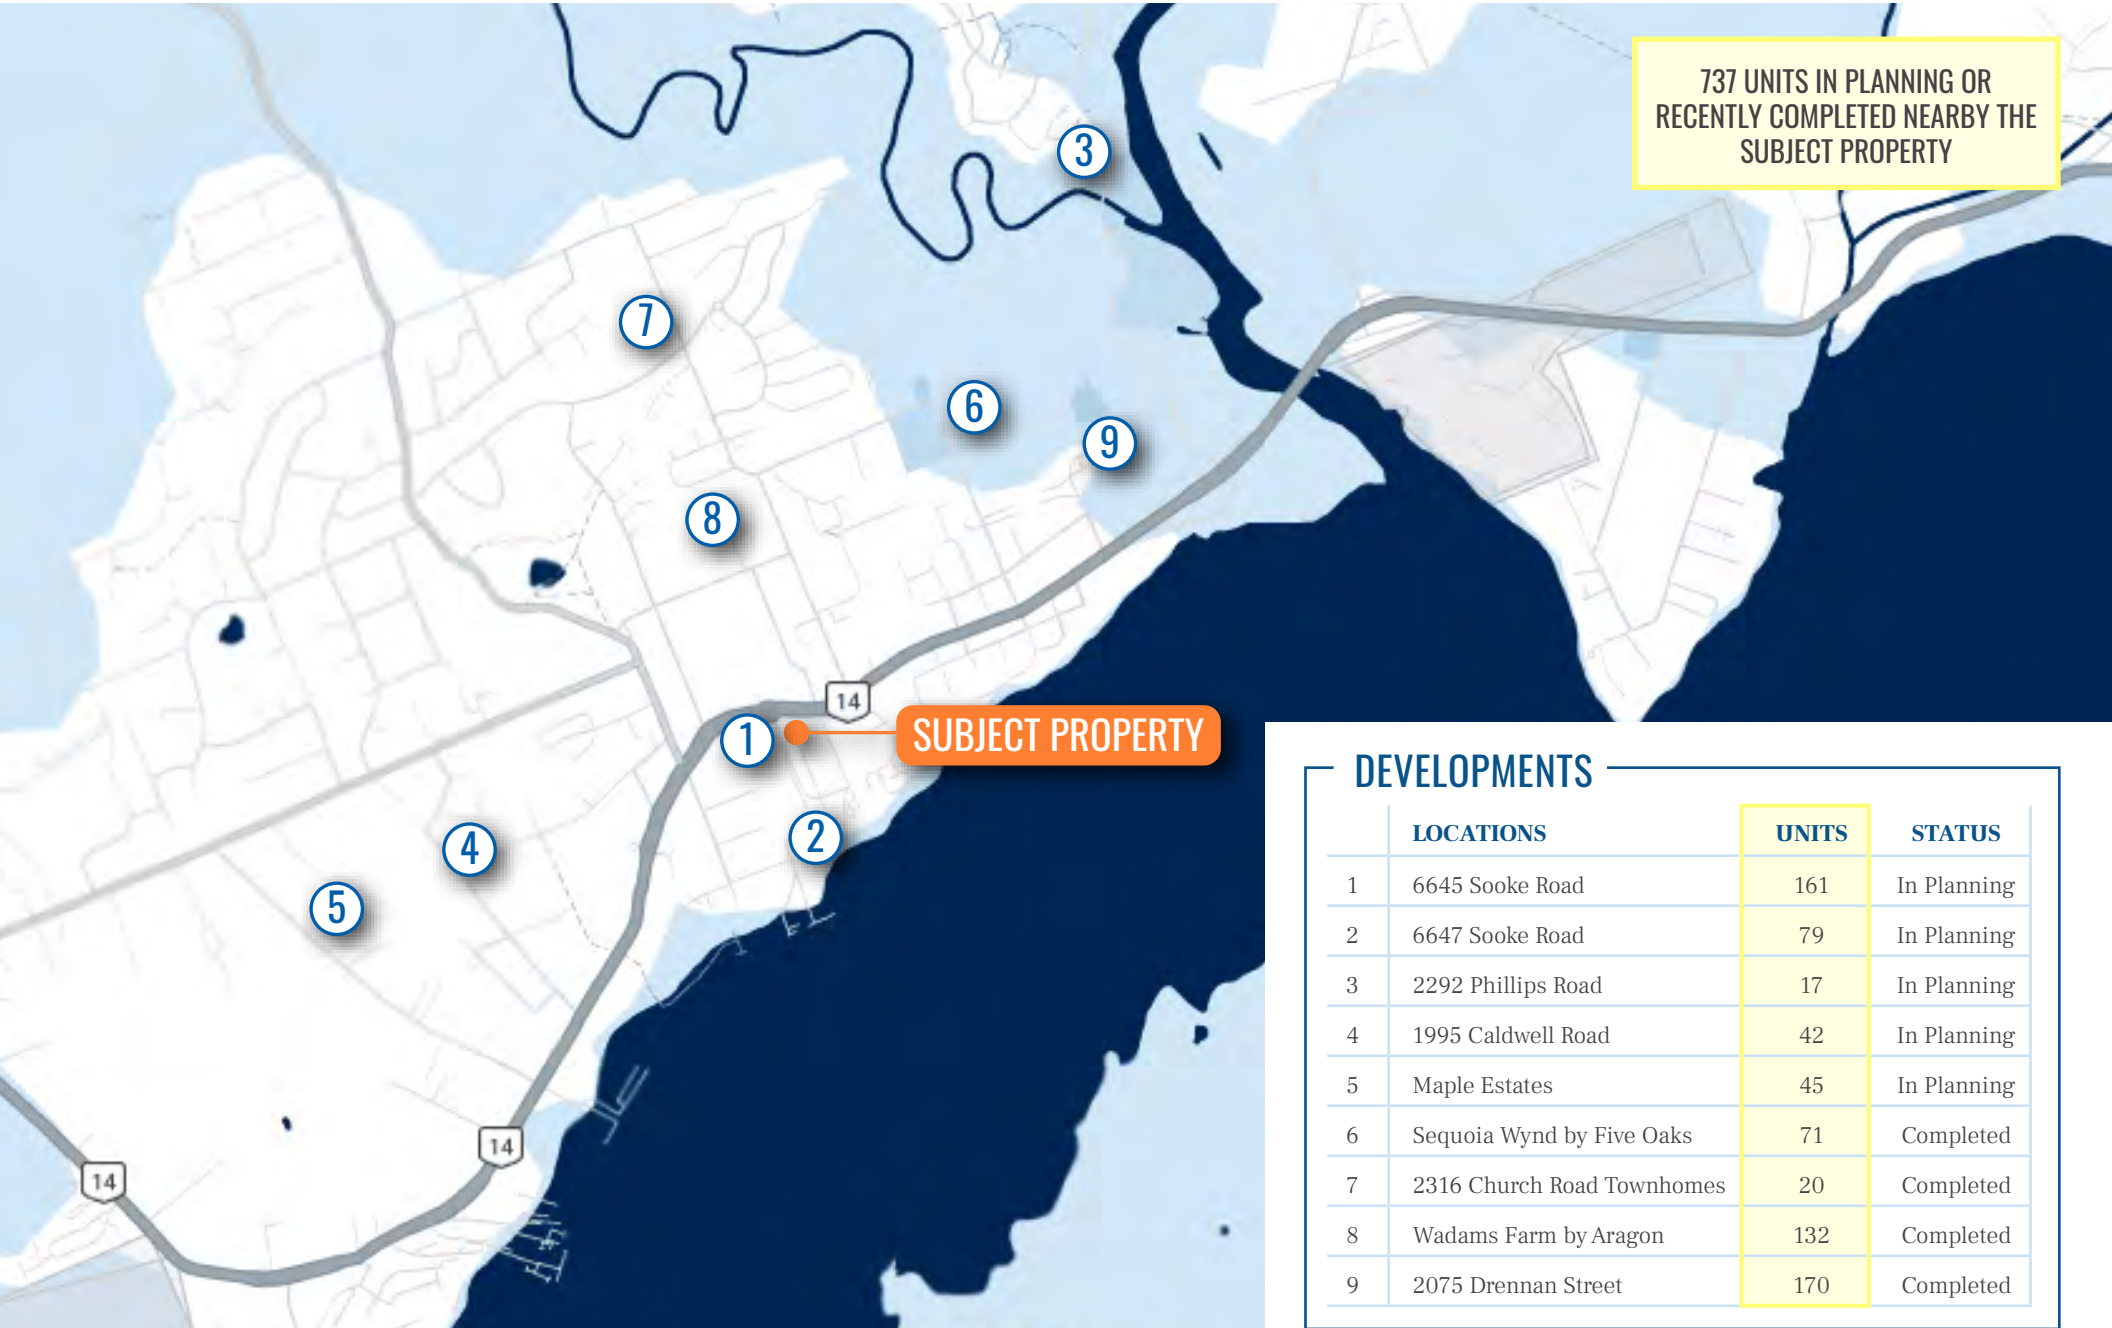 737 UNITS IN PLANNING OR
RECENTLY COMPLETED NEARBY THE
SUBJECT PROPERTY
3
7
6
9
8
14
1
SUBJECT PROPERTY
2
4
5
14
14
DEVELOPMENTS
LOCATIONS UNITS STATUS
1 6645 Sooke Road 161 In Planning
2 6647 Sooke Road 79 In Planning
3 2292 Phillips Road 17 In Planning
4 1995 Caldwell Road 42 In Planning
5 Maple Estates 45 In Planning
6 Sequoia Wynd by Five Oaks 71 Completed
7 2316 Church Road Townhomes 20 Completed
8 Wadams Farm by Aragon 132 Completed
9 2075 Drennan Street 170 Completed